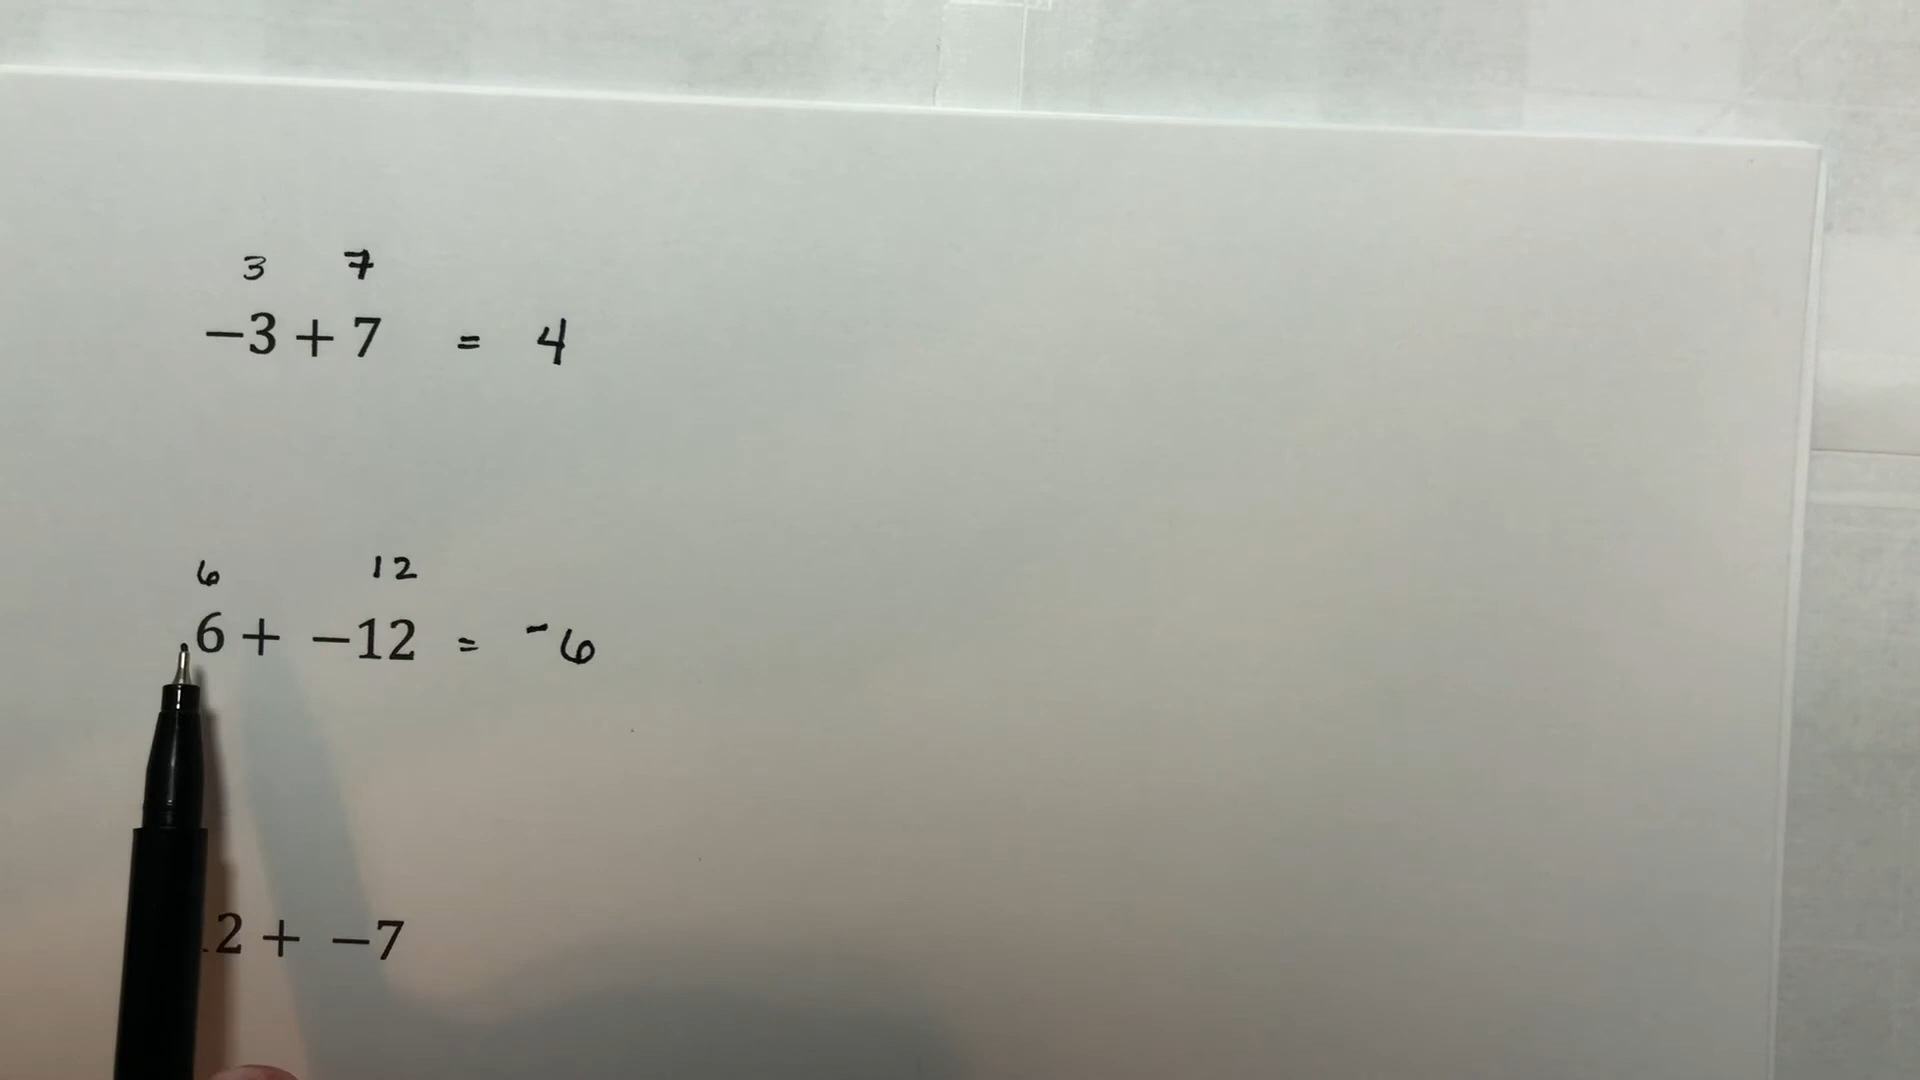 3 7
−3 + 7 = 4
6 12
6 + −12 = -6
2 + −7